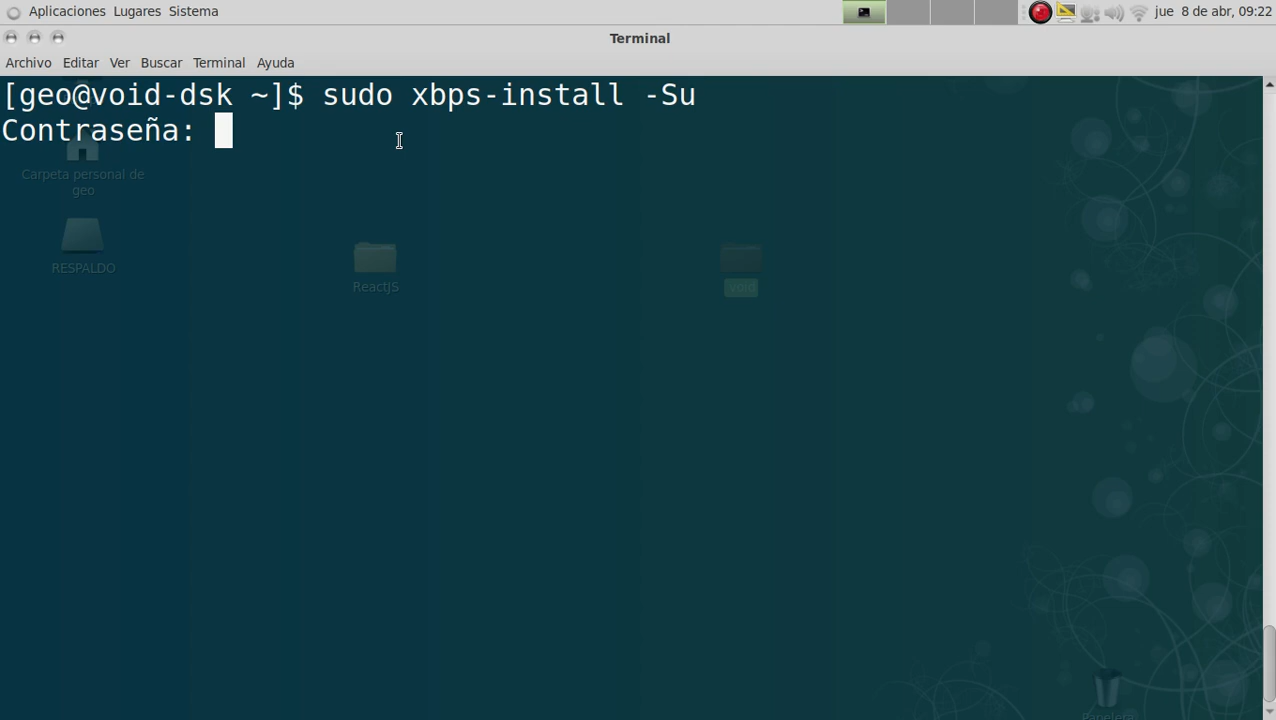 Aplicaciones Lugares Sistema
jue 8 de abr, 09:22
Terminal
Archivo Editar Ver Buscar Terminal Ayuda
[geo@void-dsk ~]$ sudo xbps-install -Su
Contraseña:
Carpeta personal de
geo
RESPALDO
ReactJS
void
Papelera